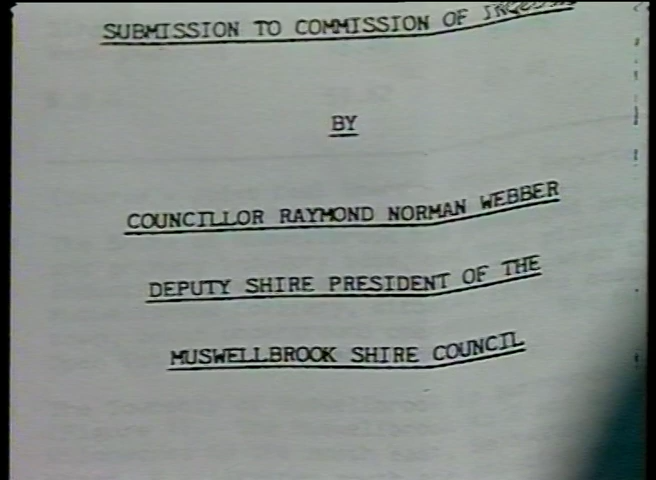 SUBMISSION TO COMMISSION OF
BY
COUNCILLOR RAYMOND NORMAN WEBBER
DEPUTY SHIRE PRESIDENT OF THE
MUSWELLBROOK SHIRE COUNCIL